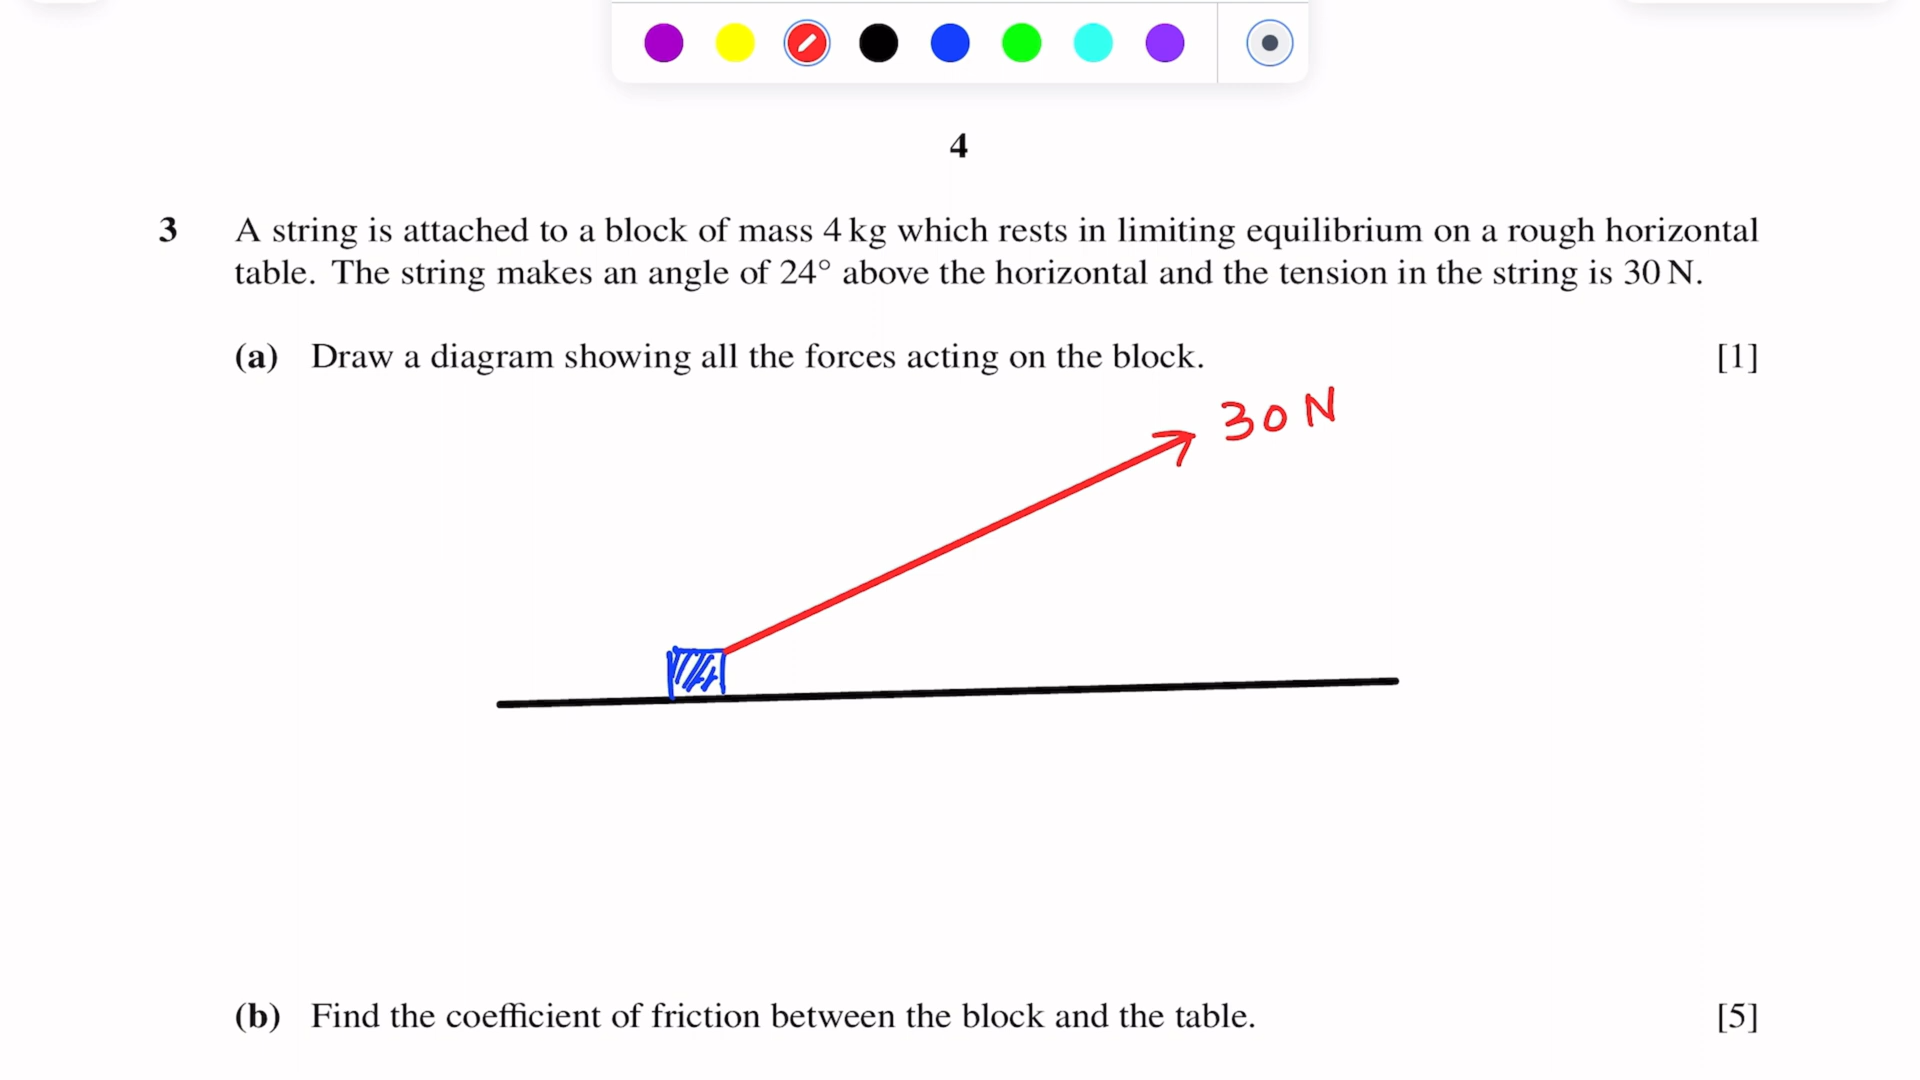 4
3 A string is attached to a block of mass 4 kg which rests in limiting equilibrium on a rough horizontal
table. The string makes an angle of 24° above the horizontal and the tension in the string is 30 N.
(a) Draw a diagram showing all the forces acting on the block. [1]
30 N
(b) Find the coefficient of friction between the block and the table. [5]